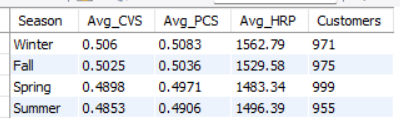 Season Avg_CVS Avg_PCS Avg_HRP Customers
Winter 0.506 0.5083 1562.79 971
Fall 0.5025 0.5036 1529.58 975
Spring 0.4898 0.4971 1483.34 999
Summer 0.4853 0.4906 1496.39 955